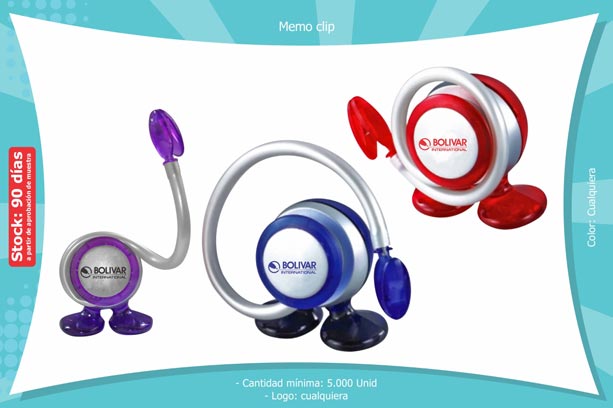 Memo clip
Stock: 90 días
a partir de aprobación de muestra
BOLIVAR
INTERNATIONAL
BOLIVAR
INTERNATIONAL
BOLIVAR
INTERNATIONAL
Color: Cualquiera
- Cantidad mínima: 5.000 Unid
- Logo: cualquiera